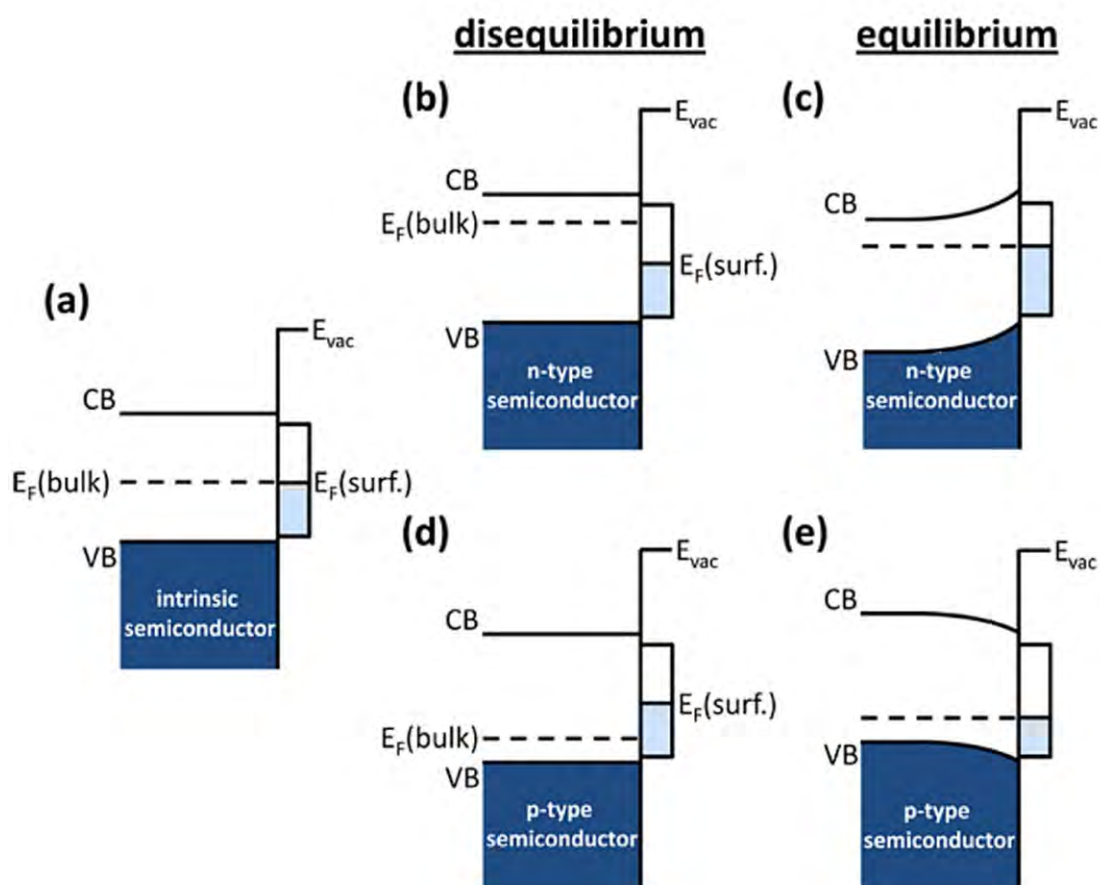 disequilibrium
equilibrium
(b)
E_vac
CB
E_F(bulk)
E_F(surf.)
VB
n-type
semiconductor
(c)
E_vac
CB
VB
n-type
semiconductor
(a)
E_vac
CB
E_F(bulk)
E_F(surf.)
VB
intrinsic
semiconductor
(d)
E_vac
CB
E_F(surf.)
E_F(bulk)
VB
p-type
semiconductor
(e)
E_vac
CB
VB
p-type
semiconductor